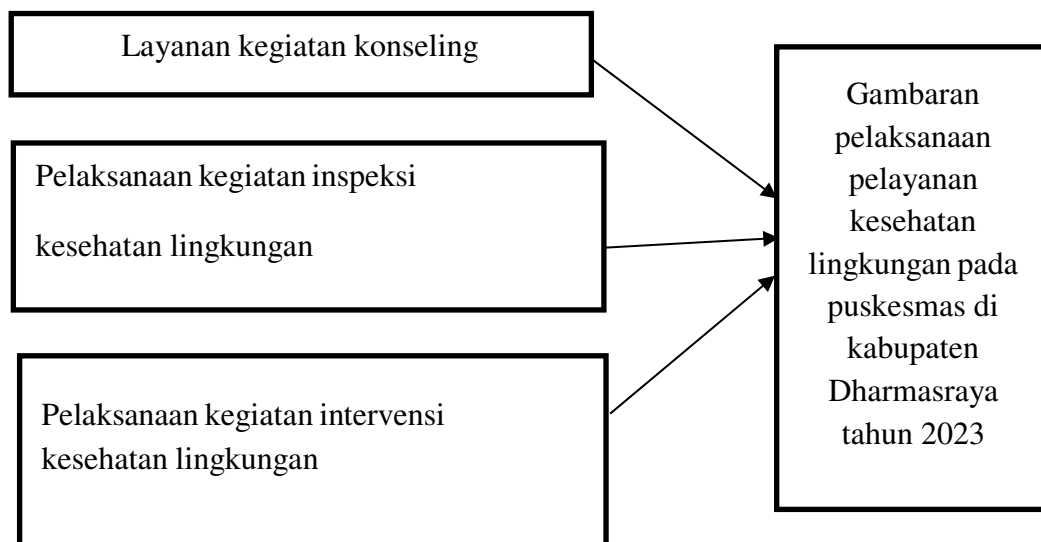 Layanan kegiatan konseling
Pelaksanaan kegiatan inspeksi
kesehatan lingkungan
Pelaksanaan kegiatan intervensi
kesehatan lingkungan
Gambaran
pelaksanaan
pelayanan
kesehatan
lingkungan pada
puskesmas di
kabupaten
Dharmasraya
tahun 2023